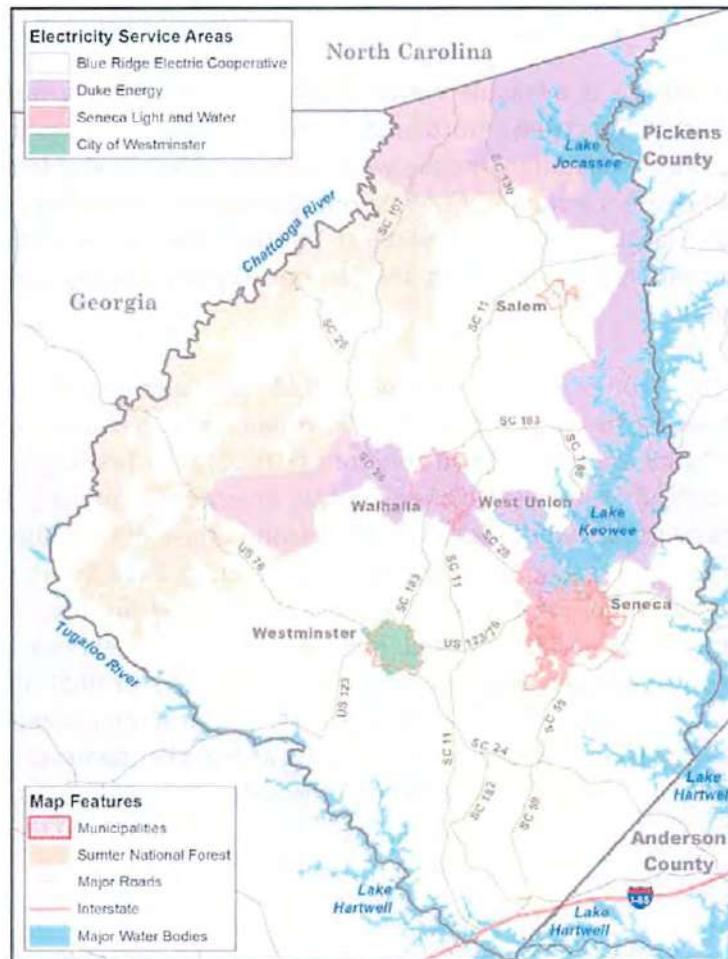 Electricity Service Areas
Blue Ridge Electric Cooperative
Duke Energy
Seneca Light and Water
City of Westminster
North Carolina
Pickens
County
Lake
Jocassee
SC 130
SC 107
Chattooga River
Georgia
Salem
SC 11
SC 28
SC 183
SC 188
SC 28
Walhalla
West Union
Lake
Keowee
US 76
SC 183
SC 11
SC 28
Seneca
Westminster
US 123/76
Tugaloo River
US 123
SC 59
SC 11
SC 24
SC 182
SC 59
Lake
Hartwell
Anderson
County
I-85
Lake
Hartwell
Lake
Hartwell
Map Features
Municipalities
Sumter National Forest
Major Roads
Interstate
Major Water Bodies